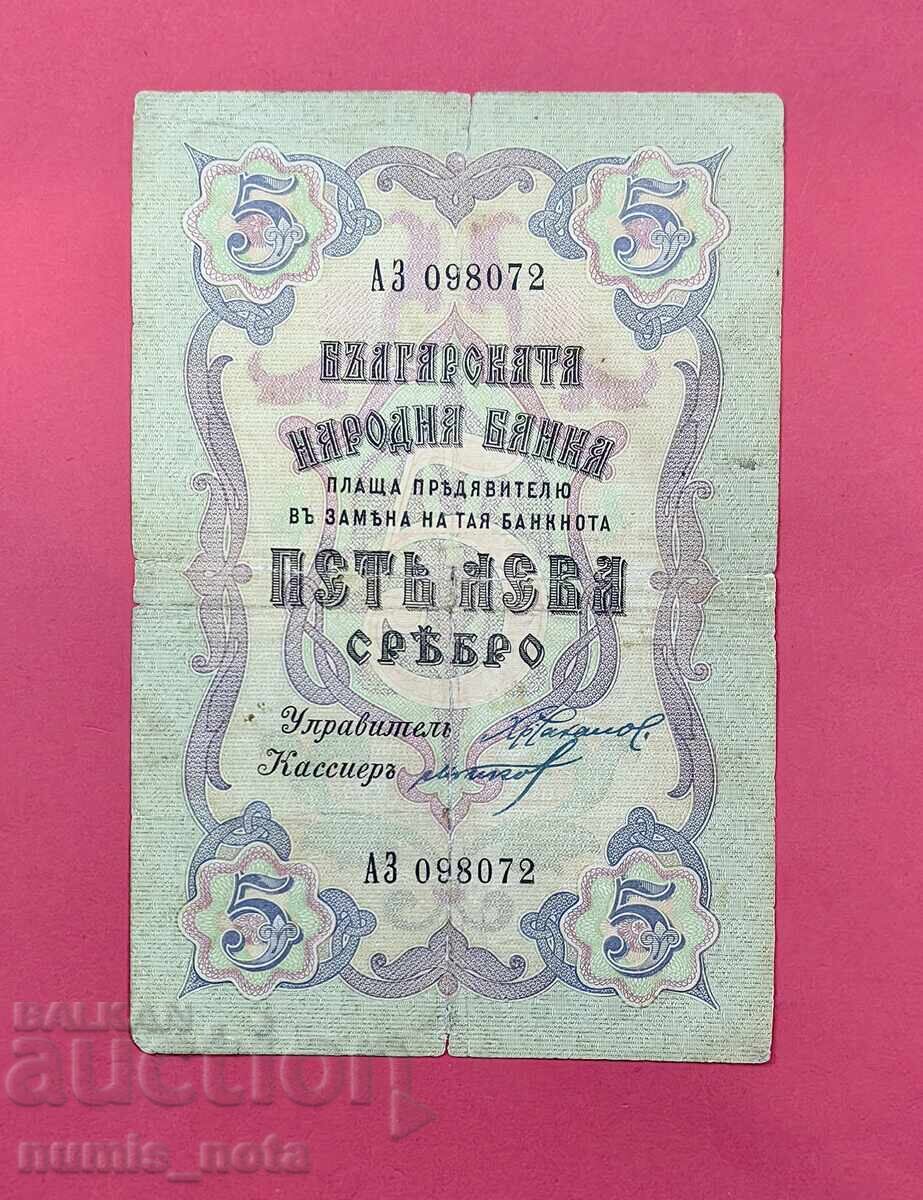 5 5
АЗ 098072
БЪЛГАРСКАТА
НАРОДНА БАНКА
ПЛАЩА ПРѢДЯВИТЕЛЮ
ВЪ ЗАМѢНА НА ТАЯ БАНКНОТА
5
ПЕТЬ ЛЕВА
СРѢБРО
Управитель
Кассиеръ
АЗ 098072
5 5
BALKAN
auction
numis_nota